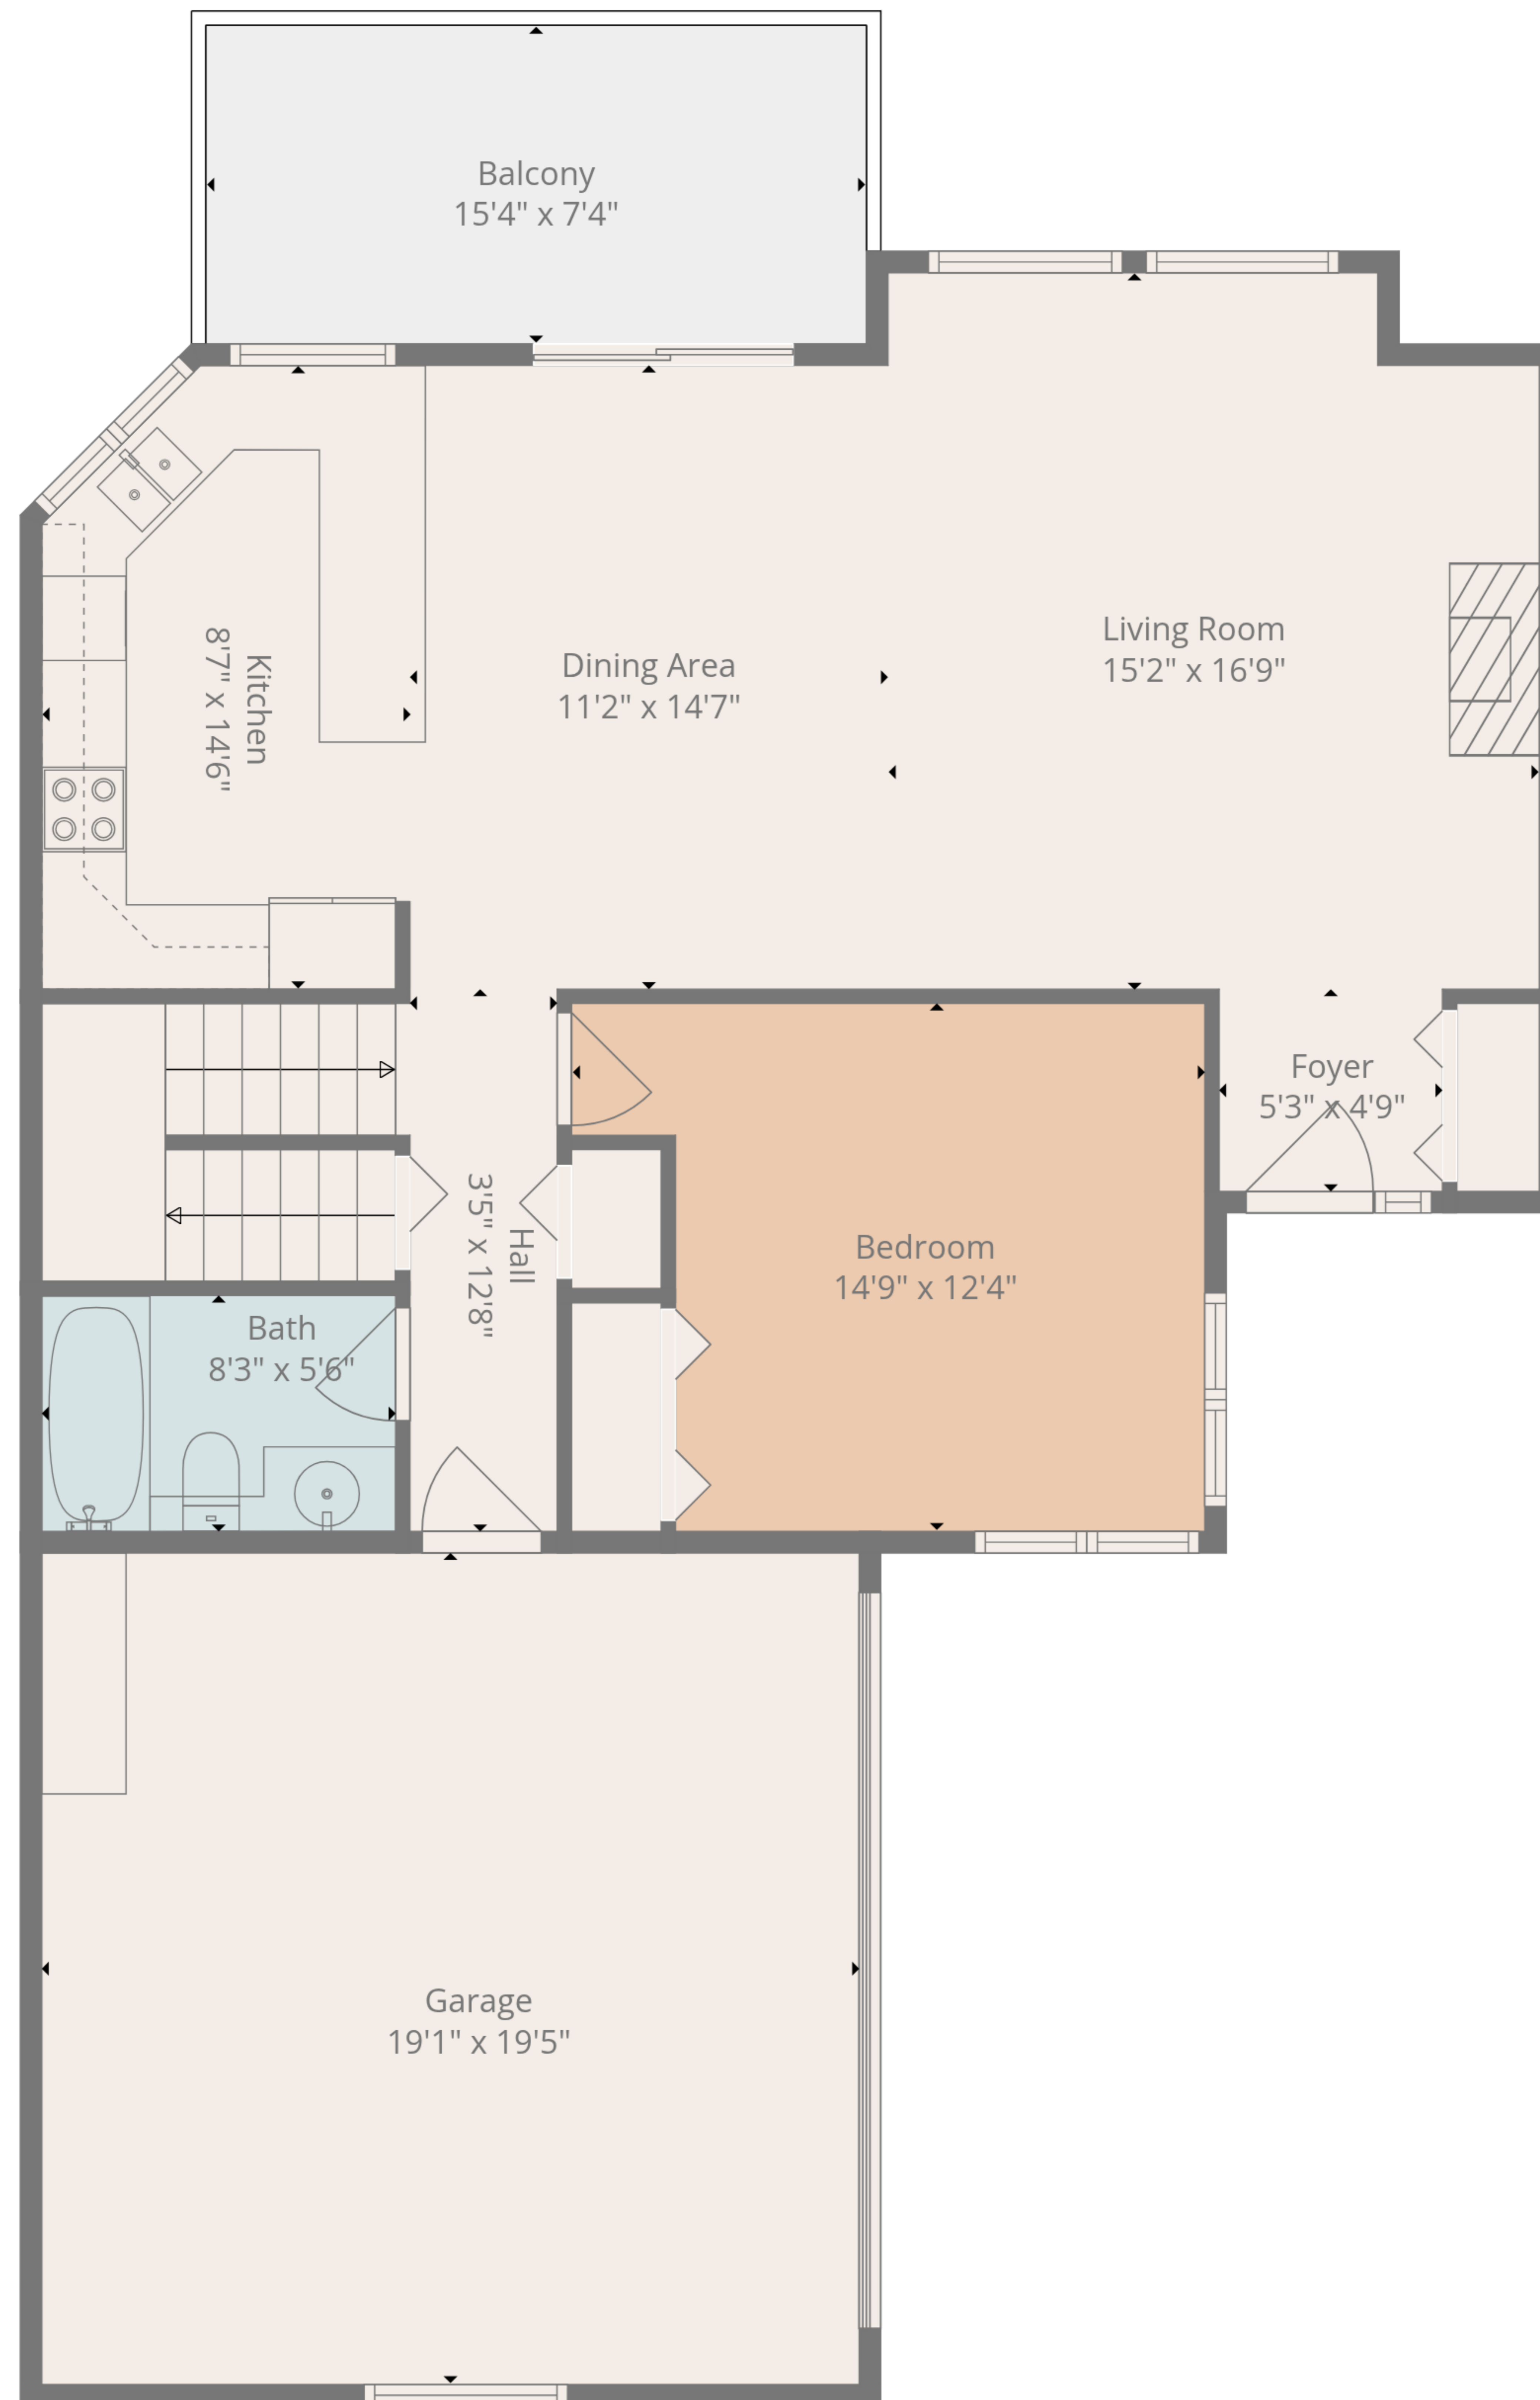 Balcony
15'4" x 7'4"
Living Room
15'2" x 16'9"
Dining Area
11'2" x 14'7"
Kitchen
8'7" x 14'6"
Foyer
5'3" x 4'9"
Hall
3'5" x 12'8"
Bedroom
14'9" x 12'4"
Bath
8'3" x 5'6"
Garage
19'1" x 19'5"